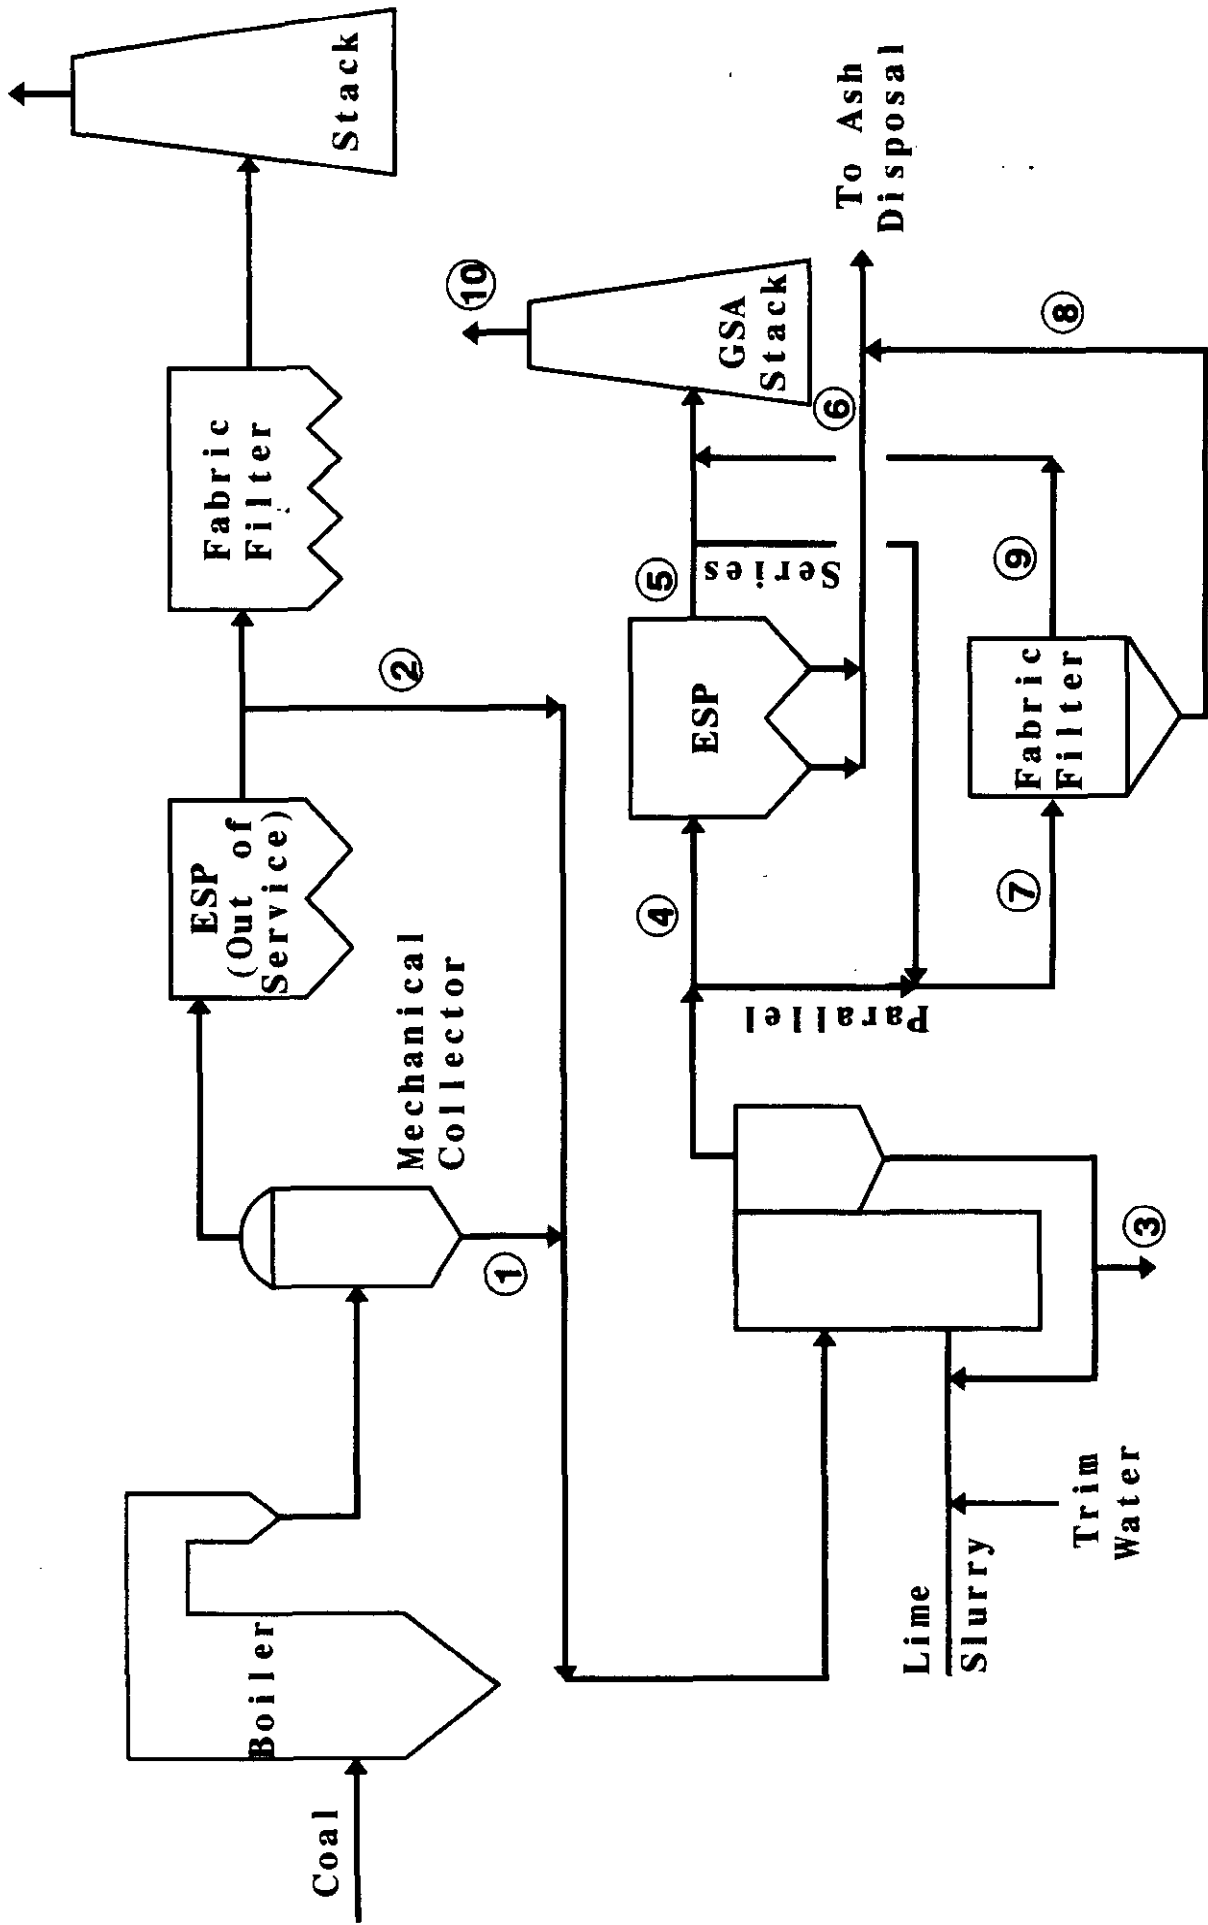 Coal
Boiler
Mechanical
Collector
ESP
(Out of
Service)
Fabric
Filter
Stack
1
2
Lime
Slurry
Trim
Water
3
Parallel
4
ESP
5
Series
6
GSA
Stack
10
To Ash
Disposal
7
Fabric
Filter
9
8